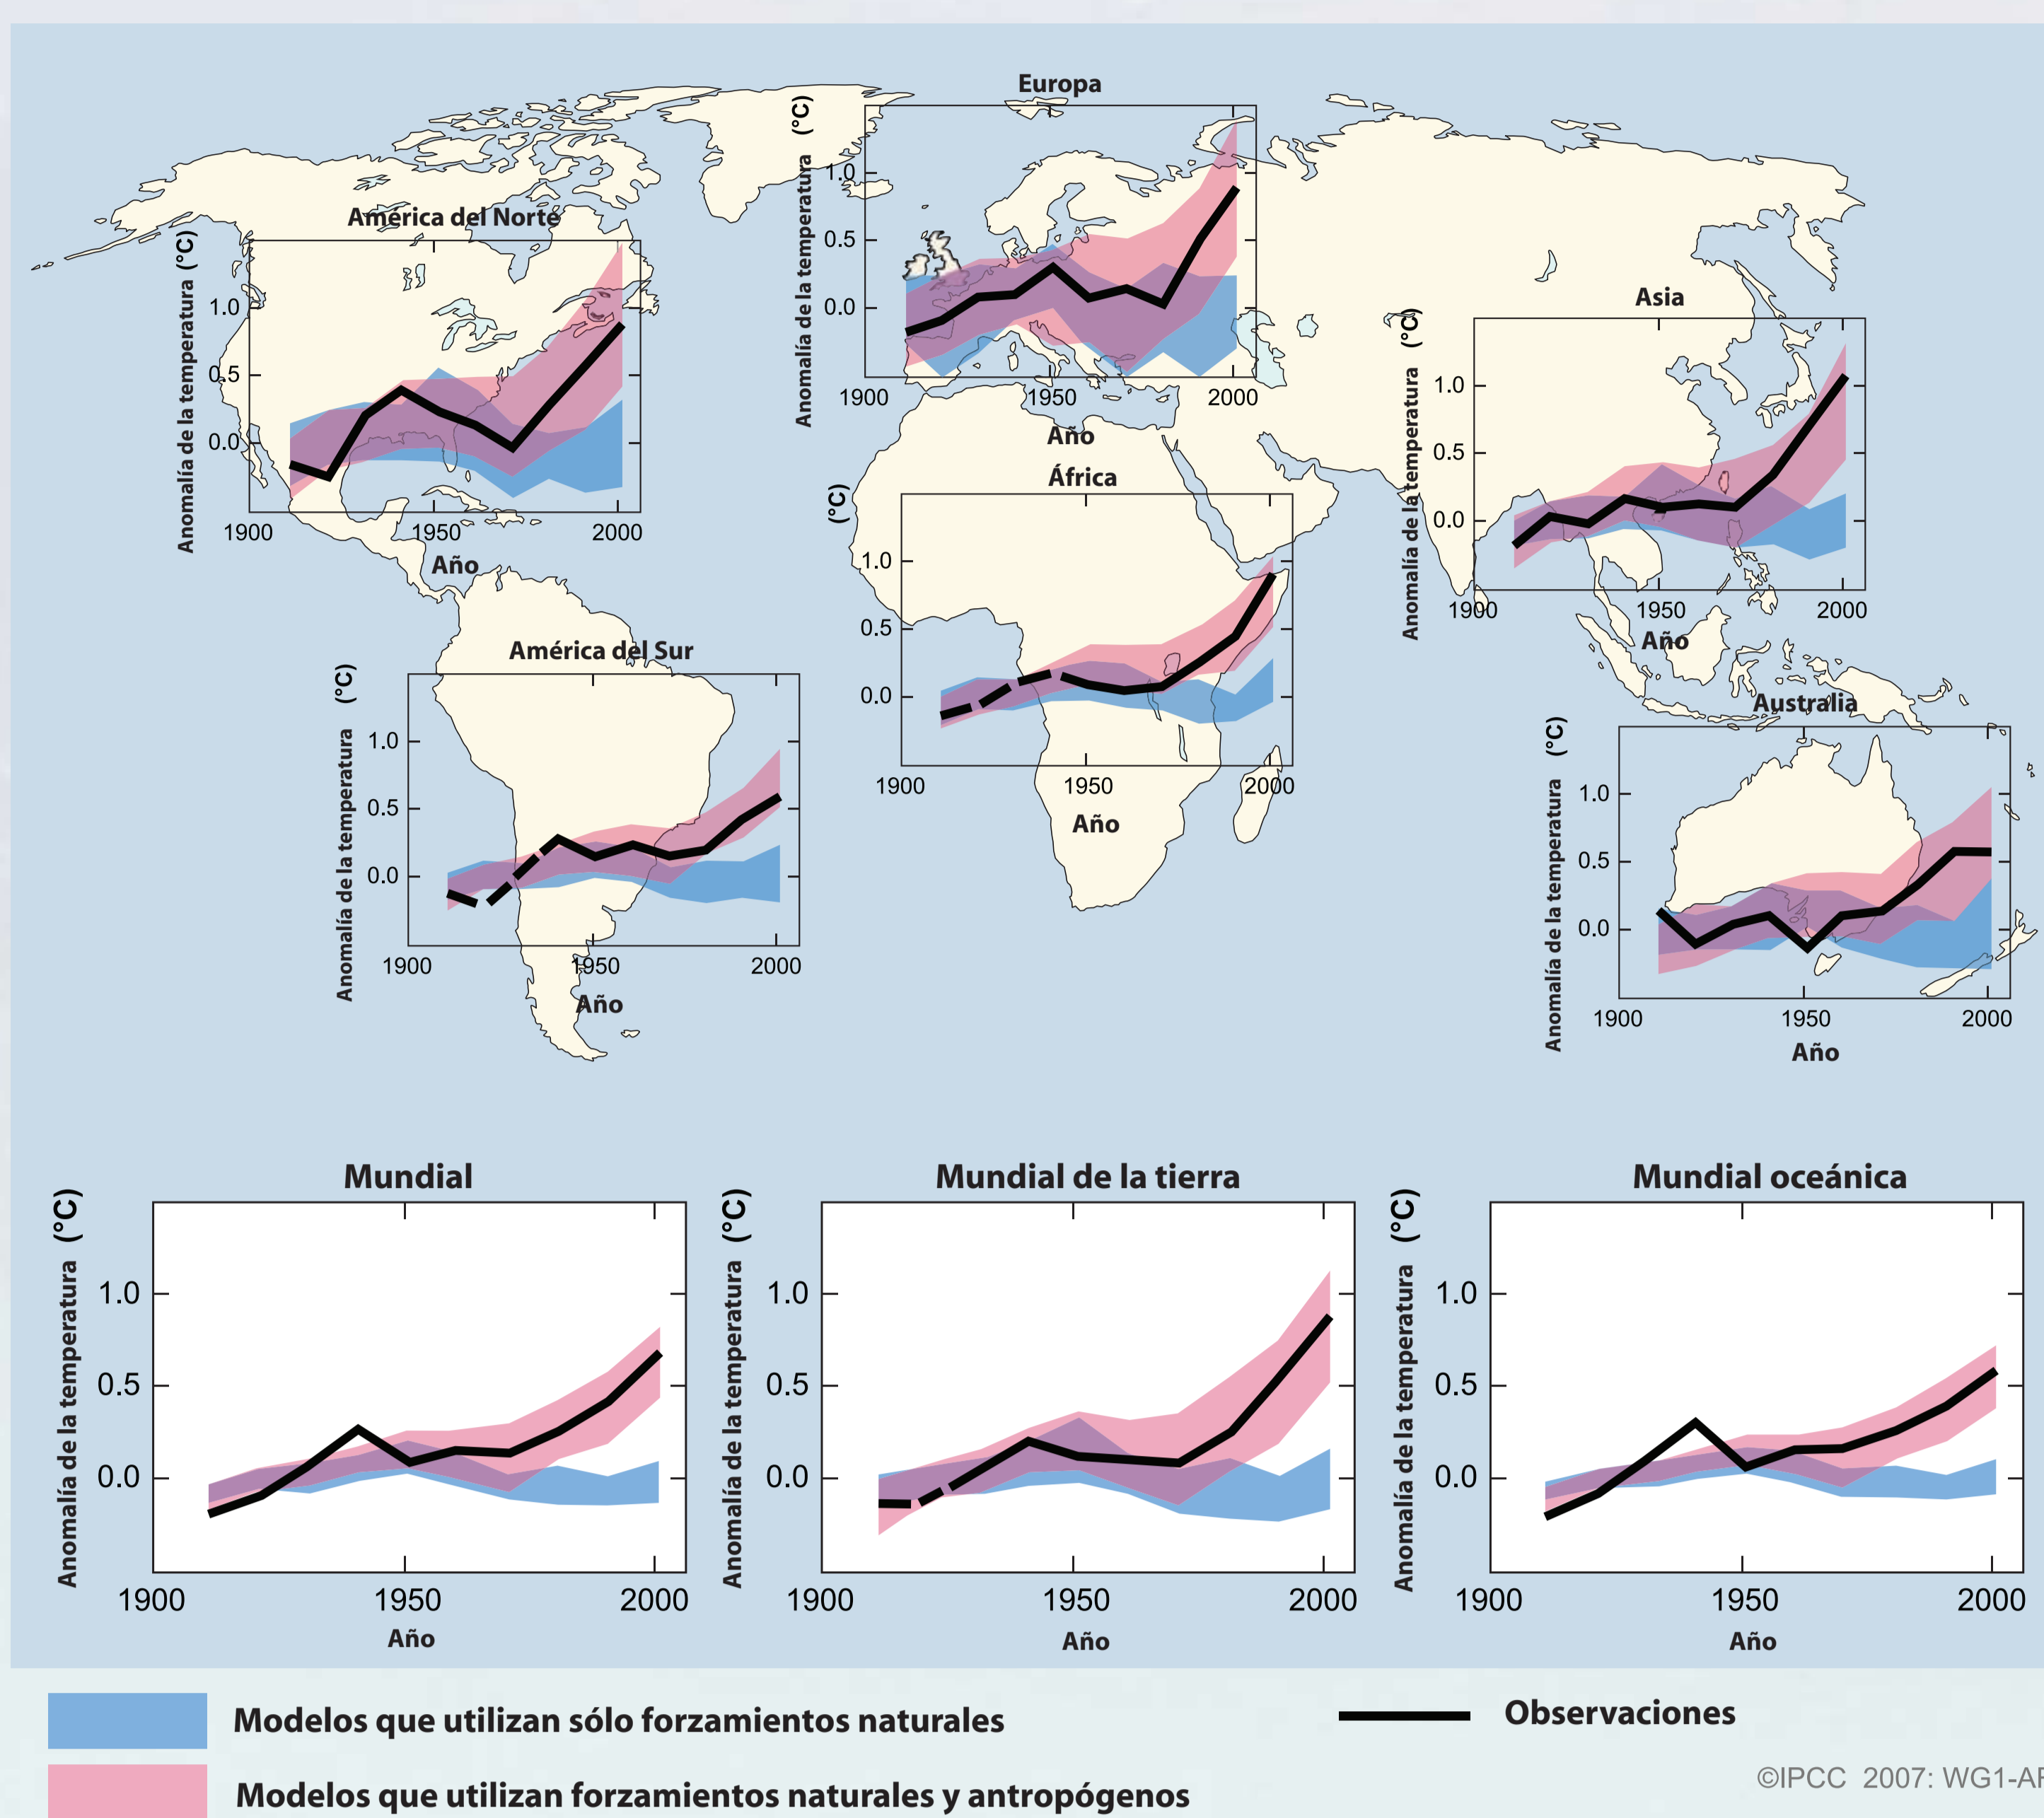 Europa
Anomalía de la temperatura (°C)
1.0
0.5
0.0
1900 1950 2000
Año
América del Norte
Anomalía de la temperatura (°C)
1.0
0.5
0.0
1900 1950 2000
Año
Asia
Anomalía de la temperatura (°C)
1.0
0.5
0.0
1900 1950 2000
Año
África
(°C)
1.0
0.5
0.0
1900 1950 2000
Año
América del Sur
Anomalía de la temperatura (°C)
1.0
0.5
0.0
1900 1950 2000
Año
Australia
Anomalía de la temperatura (°C)
1.0
0.5
0.0
1900 1950 2000
Año
Mundial
Anomalía de la temperatura (°C)
1.0
0.5
0.0
1900 1950 2000
Año
Mundial de la tierra
Anomalía de la temperatura (°C)
1.0
0.5
0.0
1900 1950 2000
Año
Mundial oceánica
Anomalía de la temperatura (°C)
1.0
0.5
0.0
1900 1950 2000
Año
Modelos que utilizan sólo forzamientos naturales
Observaciones
Modelos que utilizan forzamientos naturales y antropógenos
©IPCC 2007: WG1-AR